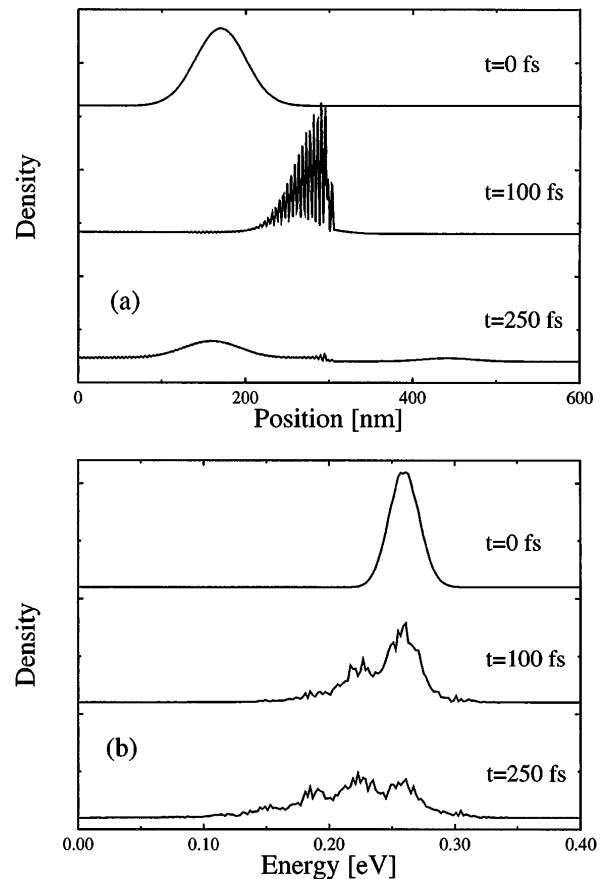 t=0 fs
t=100 fs
Density
(a)
t=250 fs
0 200 400 600
Position [nm]
t=0 fs
Density
t=100 fs
(b)
t=250 fs
0.00 0.10 0.20 0.30 0.40
Energy [eV]